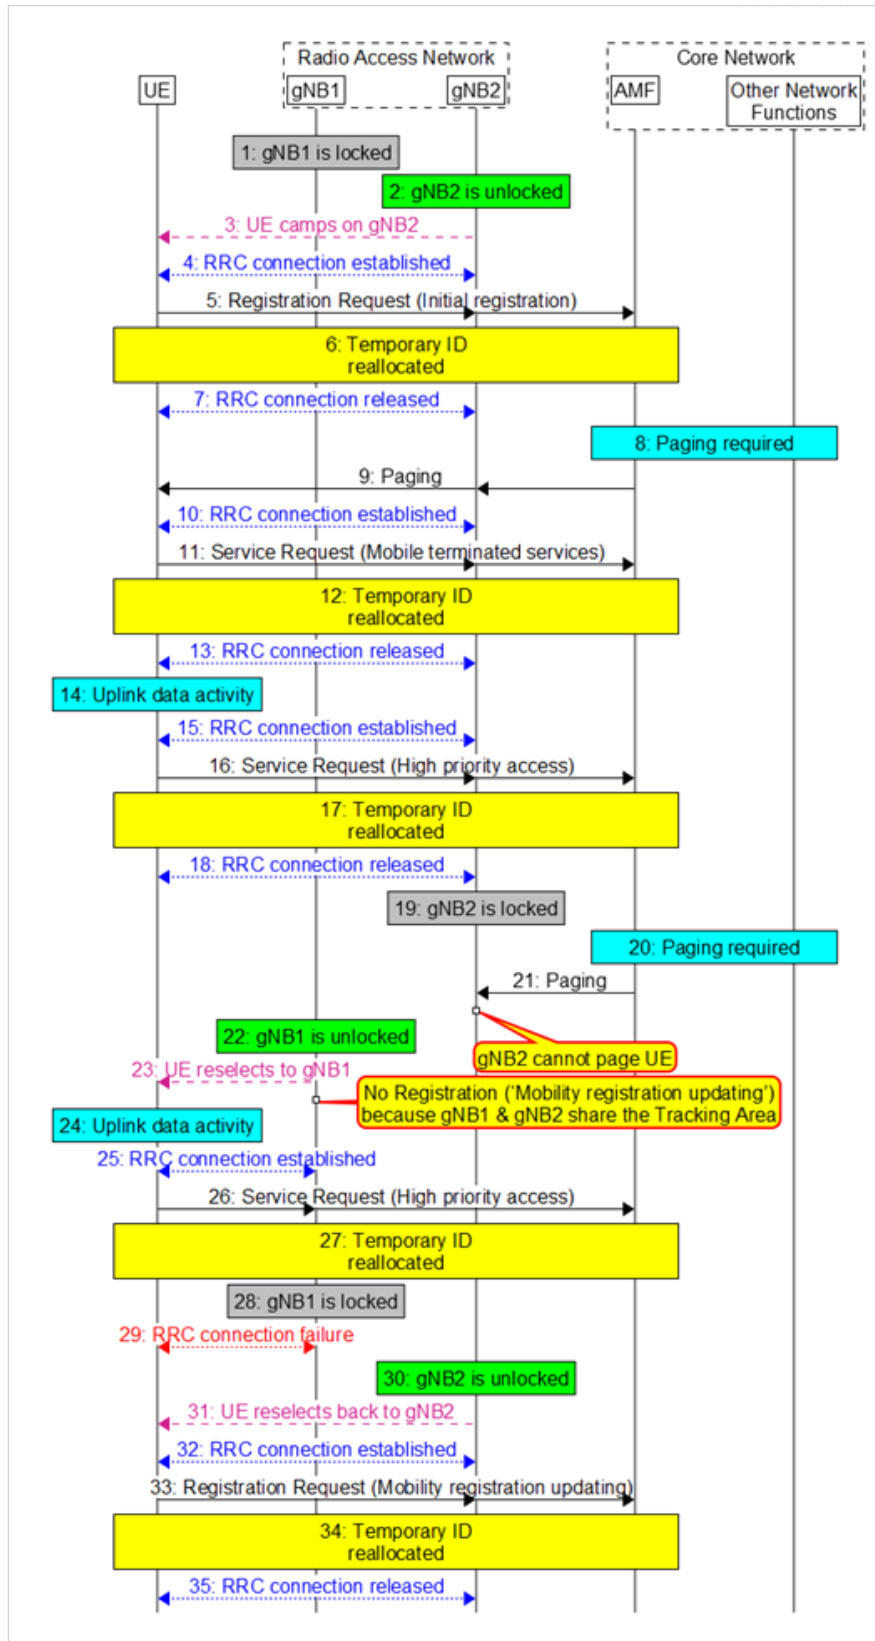 Radio Access Network
Core Network
UE
gNB1
gNB2
AMF
Other Network
Functions
1: gNB1 is locked
2: gNB2 is unlocked
3: UE camps on gNB2
4: RRC connection established
5: Registration Request (Initial registration)
6: Temporary ID
reallocated
7: RRC connection released
8: Paging required
9: Paging
10: RRC connection established
11: Service Request (Mobile terminated services)
12: Temporary ID
reallocated
13: RRC connection released
14: Uplink data activity
15: RRC connection established
16: Service Request (High priority access)
17: Temporary ID
reallocated
18: RRC connection released
19: gNB2 is locked
20: Paging required
21: Paging
22: gNB1 is unlocked
gNB2 cannot page UE
23: UE reselects to gNB1
No Registration ('Mobility registration updating')
because gNB1 & gNB2 share the Tracking Area
24: Uplink data activity
25: RRC connection established
26: Service Request (High priority access)
27: Temporary ID
reallocated
28: gNB1 is locked
29: RRC connection failure
30: gNB2 is unlocked
31: UE reselects back to gNB2
32: RRC connection established
33: Registration Request (Mobility registration updating)
34: Temporary ID
reallocated
35: RRC connection released